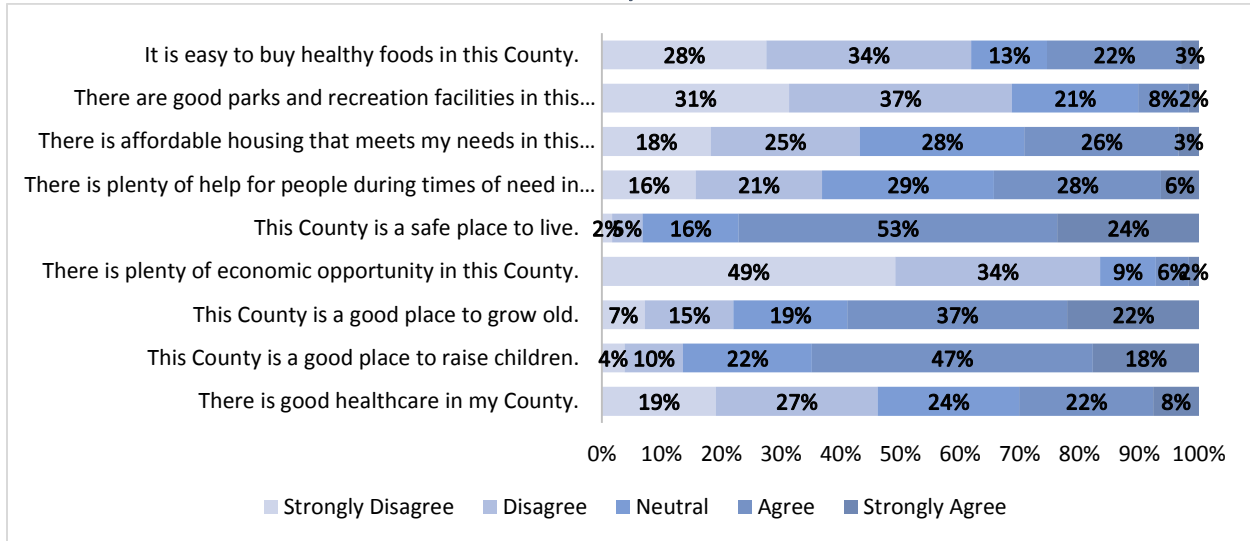 It is easy to buy healthy foods in this County. 28% 34% 13% 22% 3%
There are good parks and recreation facilities in this... 31% 37% 21% 8% 2%
There is affordable housing that meets my needs in this... 18% 25% 28% 26% 3%
There is plenty of help for people during times of need in... 16% 21% 29% 28% 6%
This County is a safe place to live. 2% 16% 53% 24%
There is plenty of economic opportunity in this County. 49% 34% 9% 6% 2%
This County is a good place to grow old. 7% 15% 19% 37% 22%
This County is a good place to raise children. 4% 10% 22% 47% 18%
There is good healthcare in my County. 19% 27% 24% 22% 8%
0% 10% 20% 30% 40% 50% 60% 70% 80% 90% 100%
Strongly Disagree Disagree Neutral Agree Strongly Agree